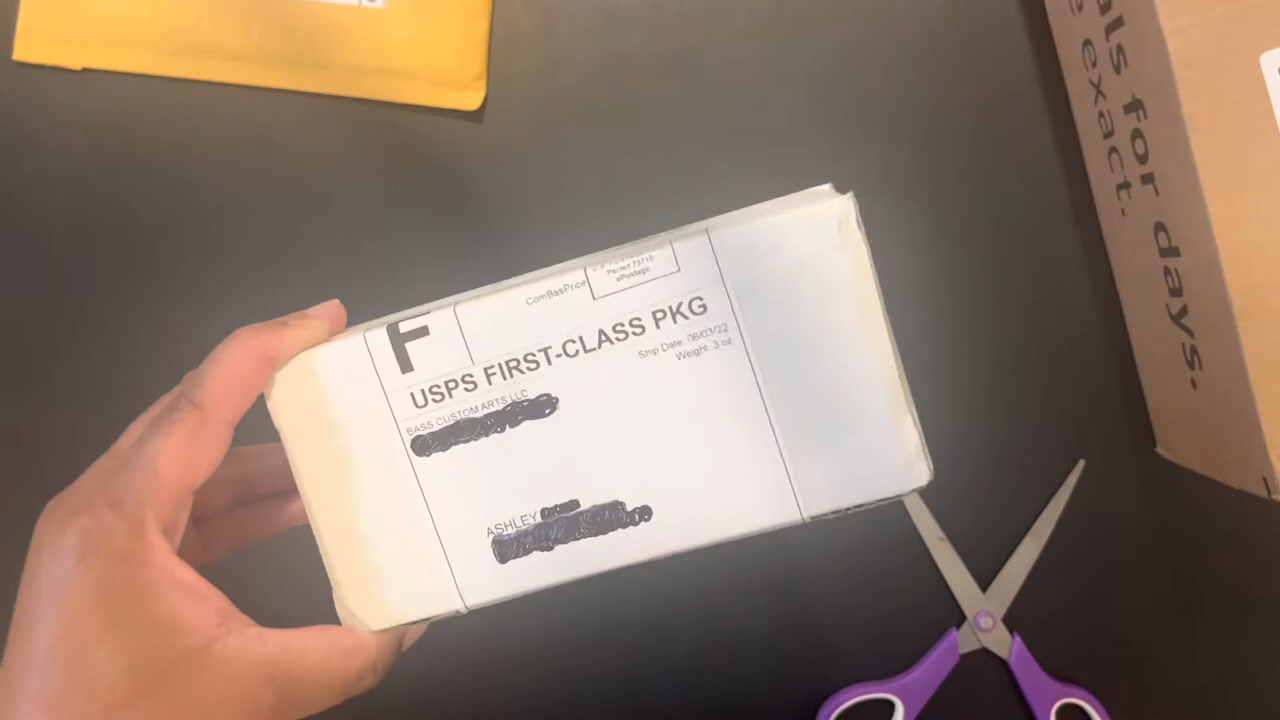 Permit 73710
ePostage
ComBasPrice
F
USPS FIRST-CLASS PKG
Ship Date: 06/03/22
Weight: 3 oz
BASS CUSTOM ARTS LLC
ASHLEY
als for days.
exact.